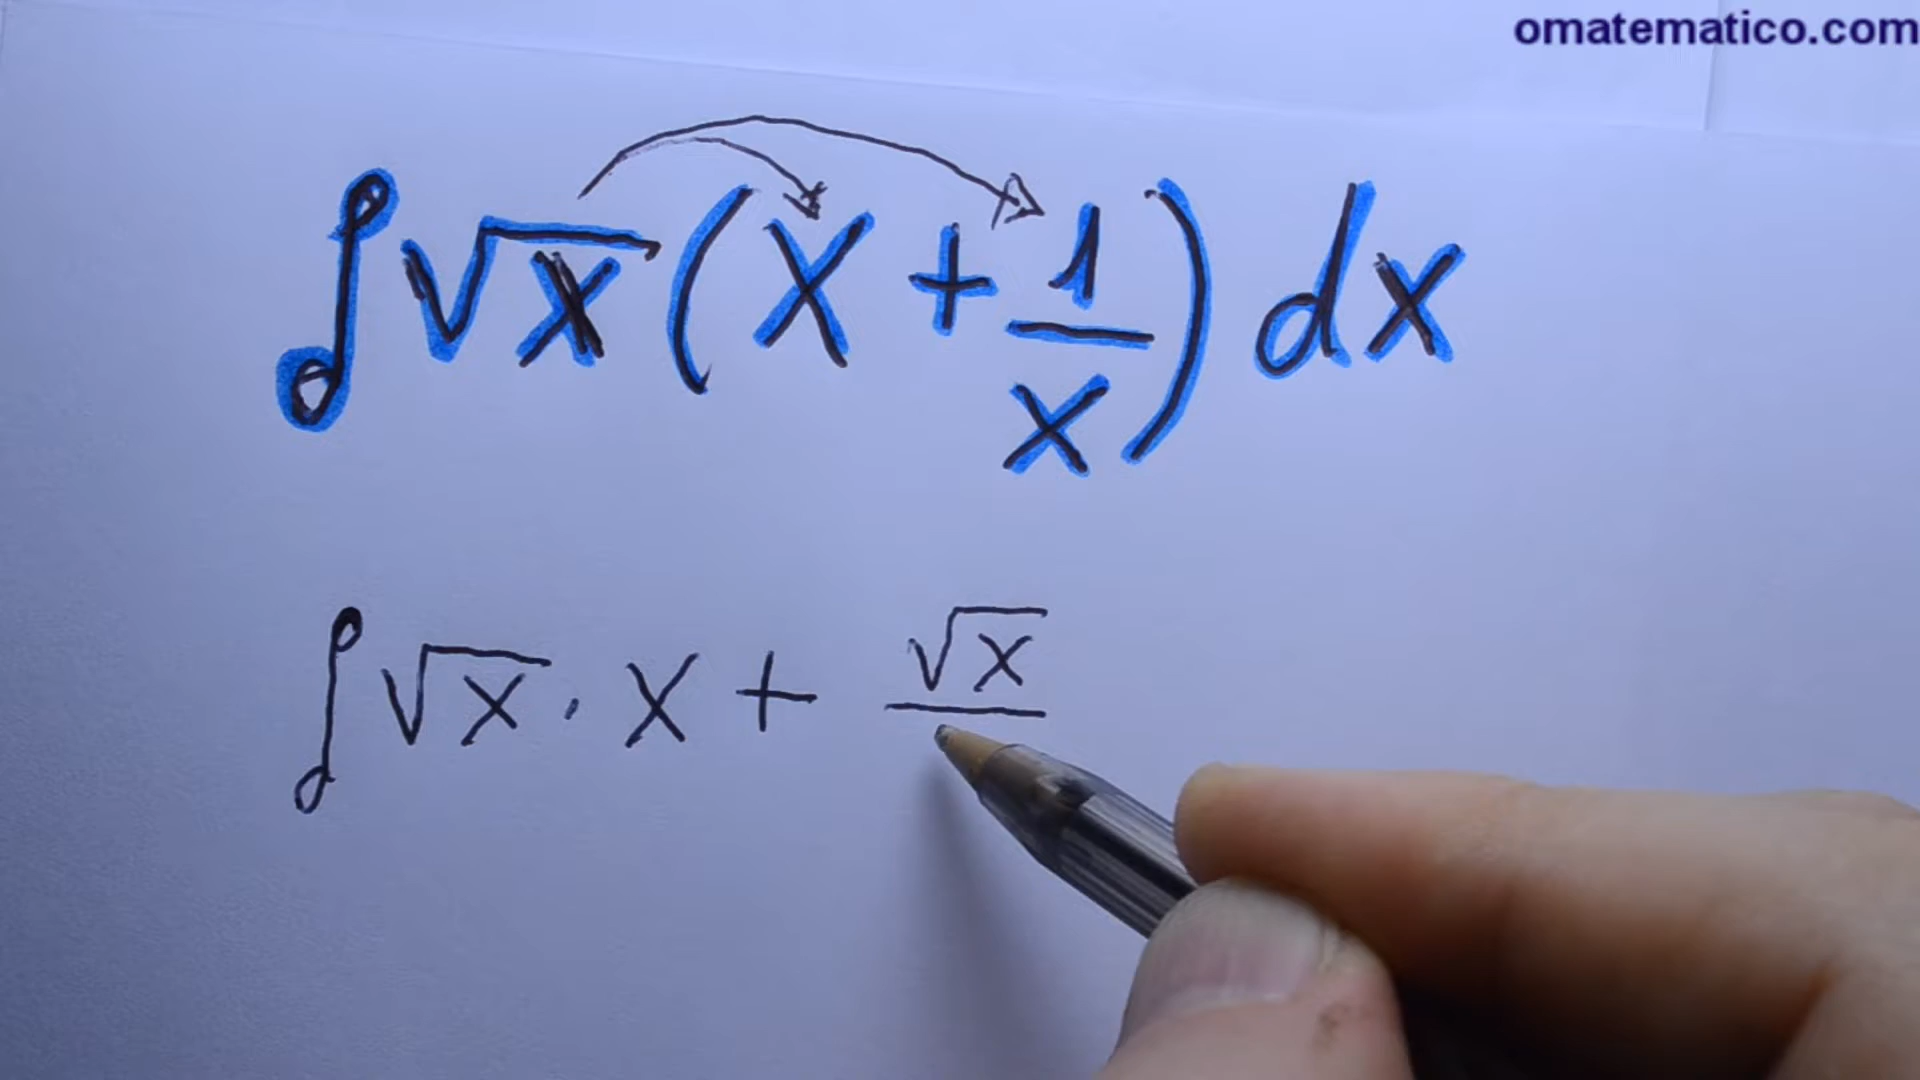 omatematico.com
∫√x(x+1/x)dx
∫√x·x+√x/